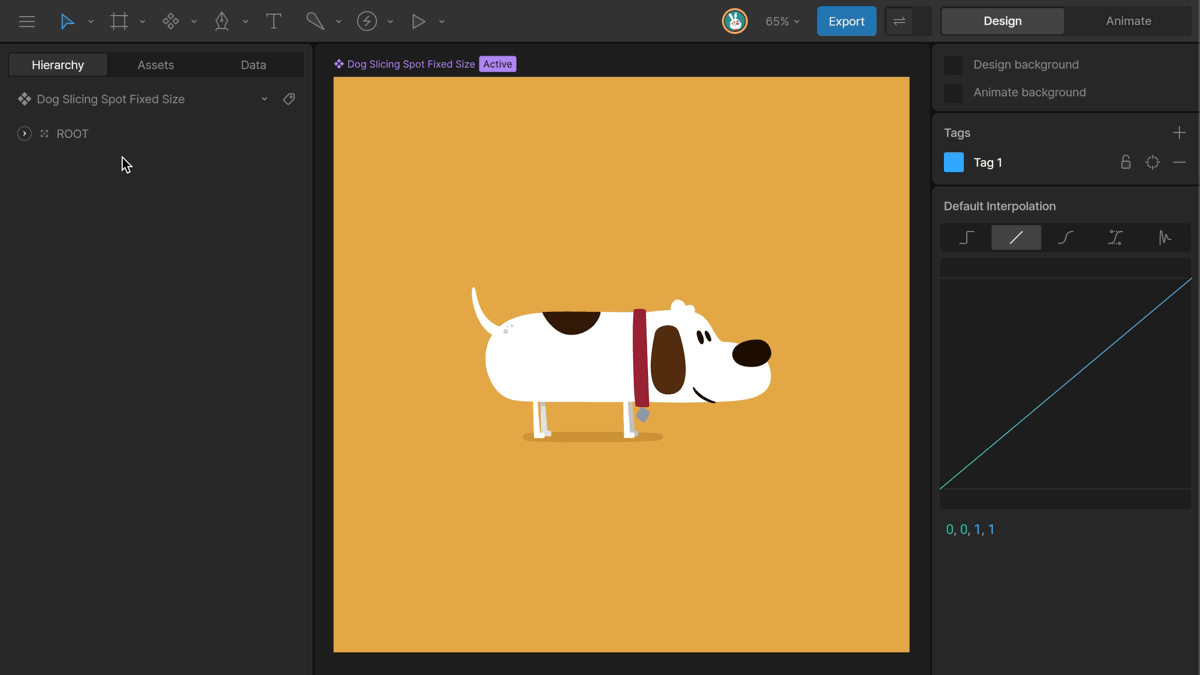 65%
Export
Design
Animate
Hierarchy
Assets
Data
Dog Slicing Spot Fixed Size
ROOT
Dog Slicing Spot Fixed Size Active
Design background
Animate background
Tags
Tag 1
Default Interpolation
0, 0, 1, 1